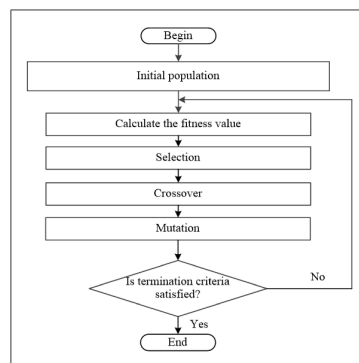 Begin
Initial population
Calculate the fitness value
Selection
Crossover
Mutation
Is termination criteria
satisfied?
No
Yes
End